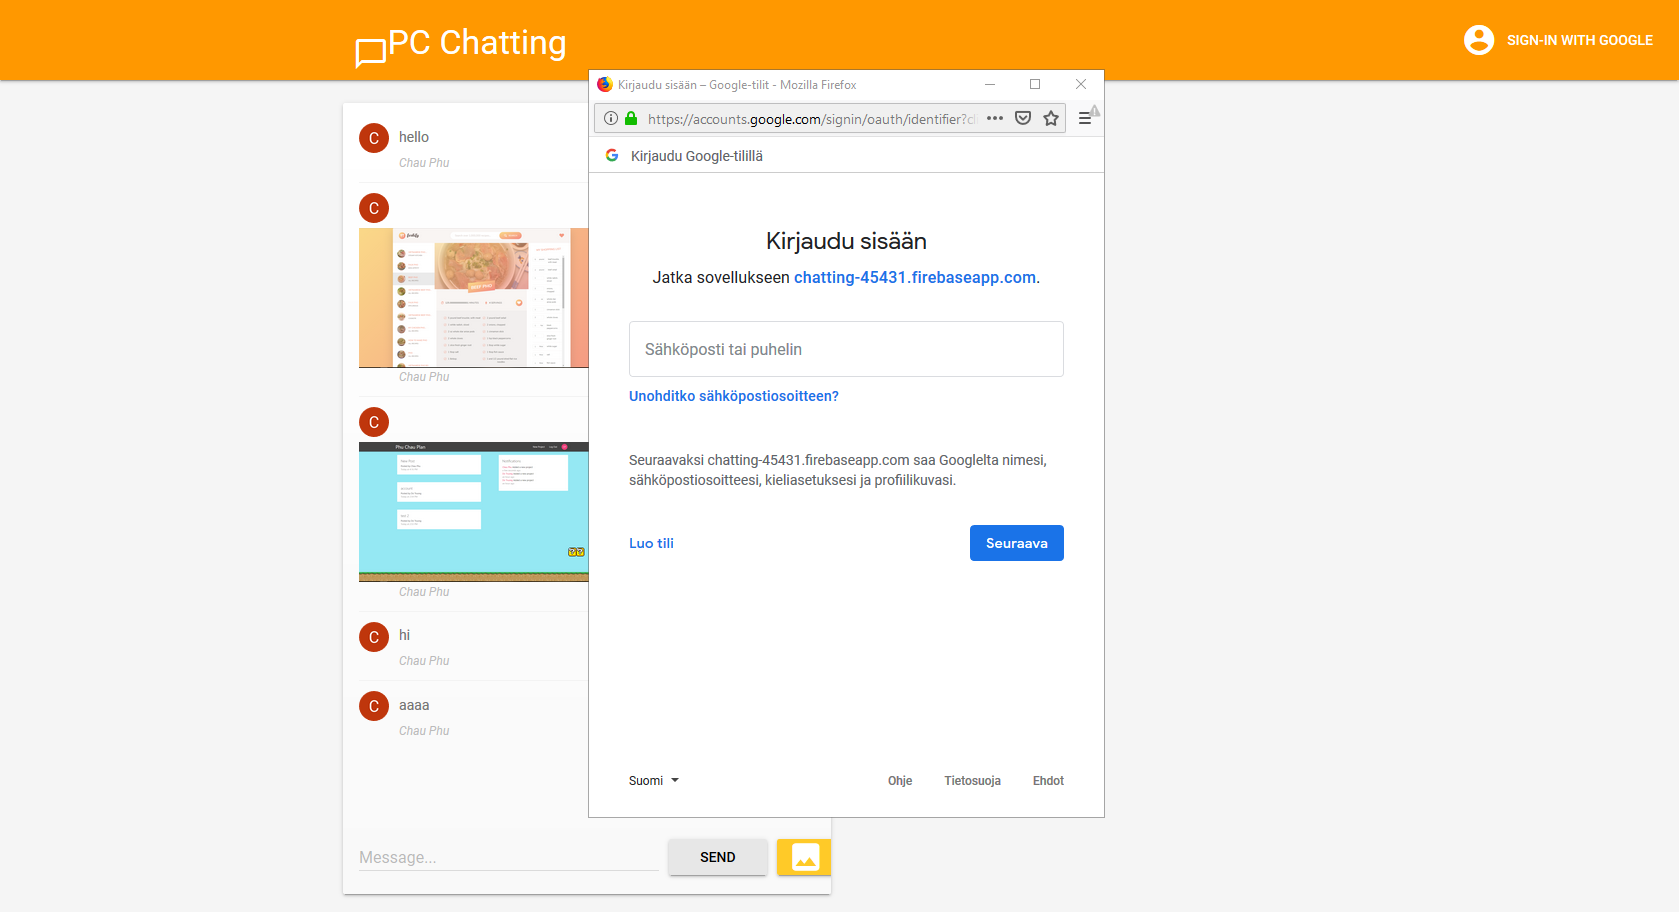 PC Chatting
SIGN-IN WITH GOOGLE
C
hello
Chau Phu
C
Chau Phu
C
Phu Chau Plan
Chau Phu
C
hi
Chau Phu
C
aaaa
Chau Phu
Message...
SEND
Kirjaudu sisään – Google-tilit - Mozilla Firefox
https://accounts.google.com/signin/oauth/identifier?
Kirjaudu Google-tilillä
Kirjaudu sisään
Jatka sovellukseen chatting-45431.firebaseapp.com.
Sähköposti tai puhelin
Unohditko sähköpostiosoitteen?
Seuraavaksi chatting-45431.firebaseapp.com saa Googlelta nimesi,
sähköpostiosoitteesi, kieliasetuksesi ja profiilikuvasi.
Luo tili
Seuraava
Suomi
Ohje
Tietosuoja
Ehdot